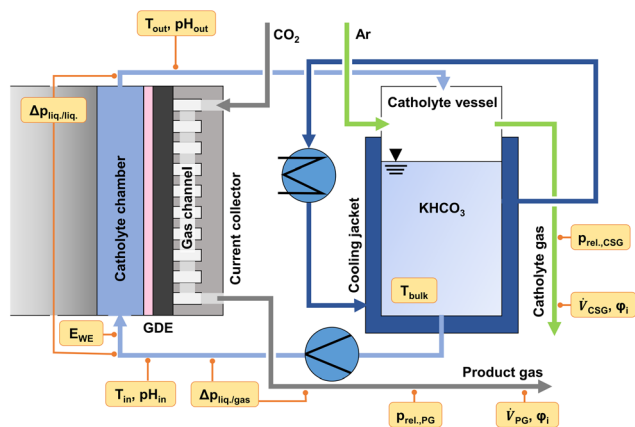 T_out, pH_out
CO₂
Ar
Δp_liq./liq.
Catholyte vessel
Catholyte chamber
Gas channel
Current collector
Cooling jacket
KHCO₃
Catholyte gas
p_rel.,CSG
T_bulk
V̇_CSG, φ_i
GDE
E_WE
Product gas
T_in, pH_in
Δp_liq./gas
p_rel.,PG
V̇_PG, φ_i